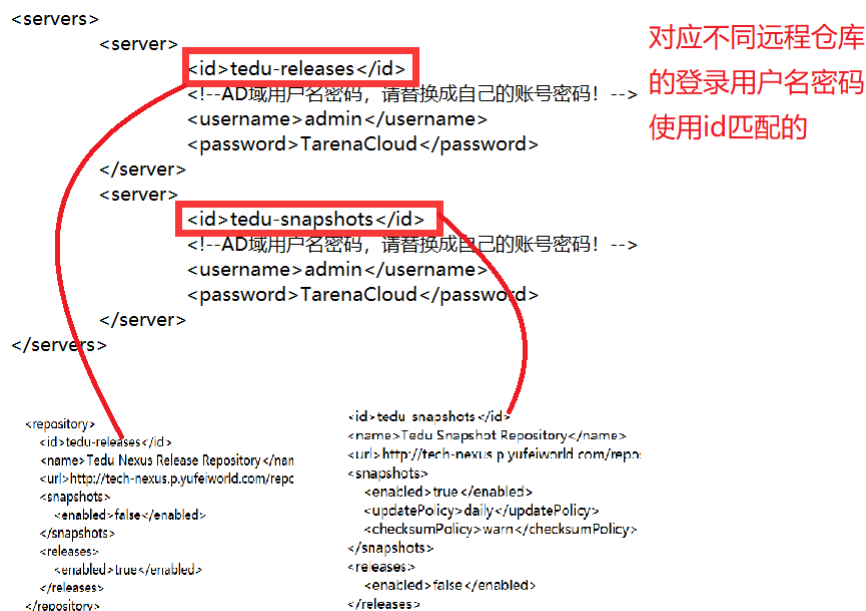 <servers>
<server>
<id>tedu-releases</id>
<!--AD域用户名密码，请替换成自己的账号密码！-->
<username>admin</username>
<password>TarenaCloud</password>
</server>
<server>
<id>tedu-snapshots</id>
<!--AD域用户名密码，请替换成自己的账号密码！-->
<username>admin</username>
<password>TarenaCloud</password>
</server>
</servers>
对应不同远程仓库
的登录用户名密码
使用id匹配的
<repository>
<id>tedu-releases</id>
<name>Tedu Nexus Release Repository</nan
<url>http://tech-nexus.p.yufeiworld.com/repc
<snapshots>
<enabled>false</enabled>
</snapshots>
<releases>
<enabled>true</enabled>
</releases>
</repository>
<id>tedu-snapshots</id>
<name>Tedu Snapshot Repository</name>
<url>http://tech-nexus.p.yufeiworld.com/repo
<snapshots>
<enabled>true</enabled>
<updatePolicy>daily</updatePolicy>
<checksumPolicy>warn</checksumPolicy>
</snapshots>
<releases>
<enabled>false</enabled>
</releases>